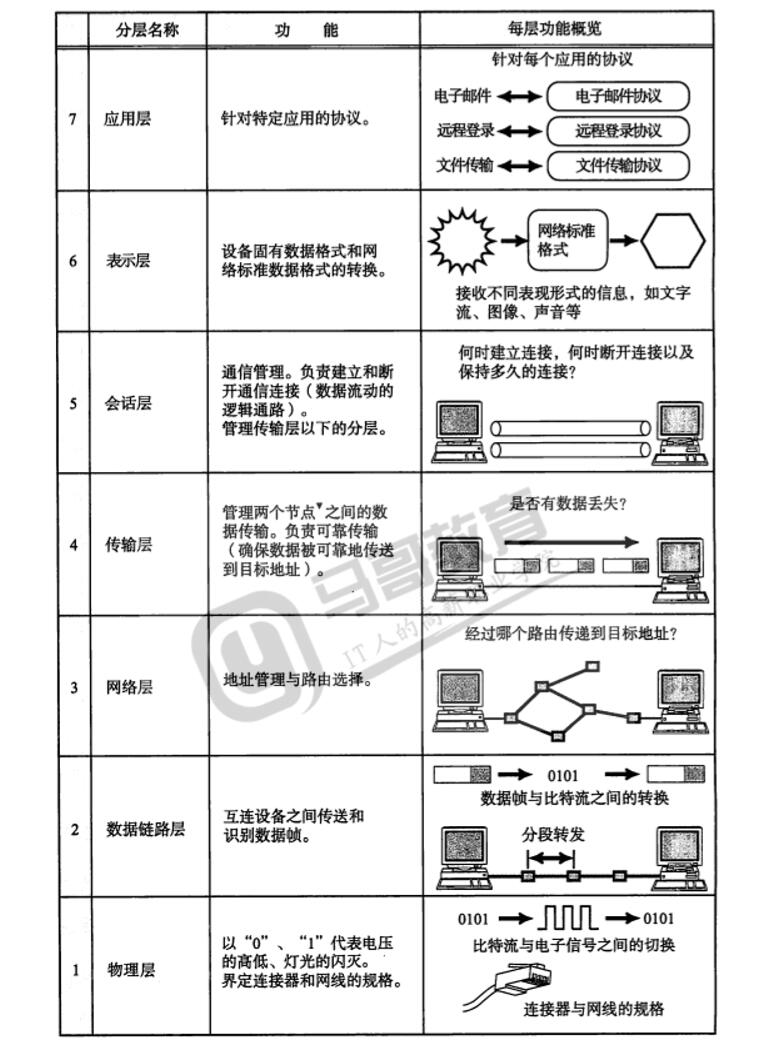 分层名称 功 能 每层功能概览
7 应用层 针对特定应用的协议。
针对每个应用的协议
电子邮件 电子邮件协议
远程登录 远程登录协议
文件传输 文件传输协议
6 表示层
设备固有数据格式和网
络标准数据格式的转换。
网络标准
格式
接收不同表现形式的信息，如文字
流、图像、声音等
5 会话层
通信管理。负责建立和断
开通信连接（数据流动的
逻辑通路）。
管理传输层以下的分层。
何时建立连接，何时断开连接以及
保持多久的连接？
4 传输层
管理两个节点▼之间的数
据传输。负责可靠传输
（确保数据被可靠地传送
到目标地址）。
是否有数据丢失？
3 网络层 地址管理与路由选择。
经过哪个路由传递到目标地址？
2 数据链路层
互连设备之间传送和
识别数据帧。
0101
数据帧与比特流之间的转换
分段转发
1 物理层
以“0”、“1”代表电压
的高低、灯光的闪灭。
界定连接器和网线的规格。
0101 0101
比特流与电子信号之间的切换
连接器与网线的规格
马哥教育
IT人的高薪职业学院